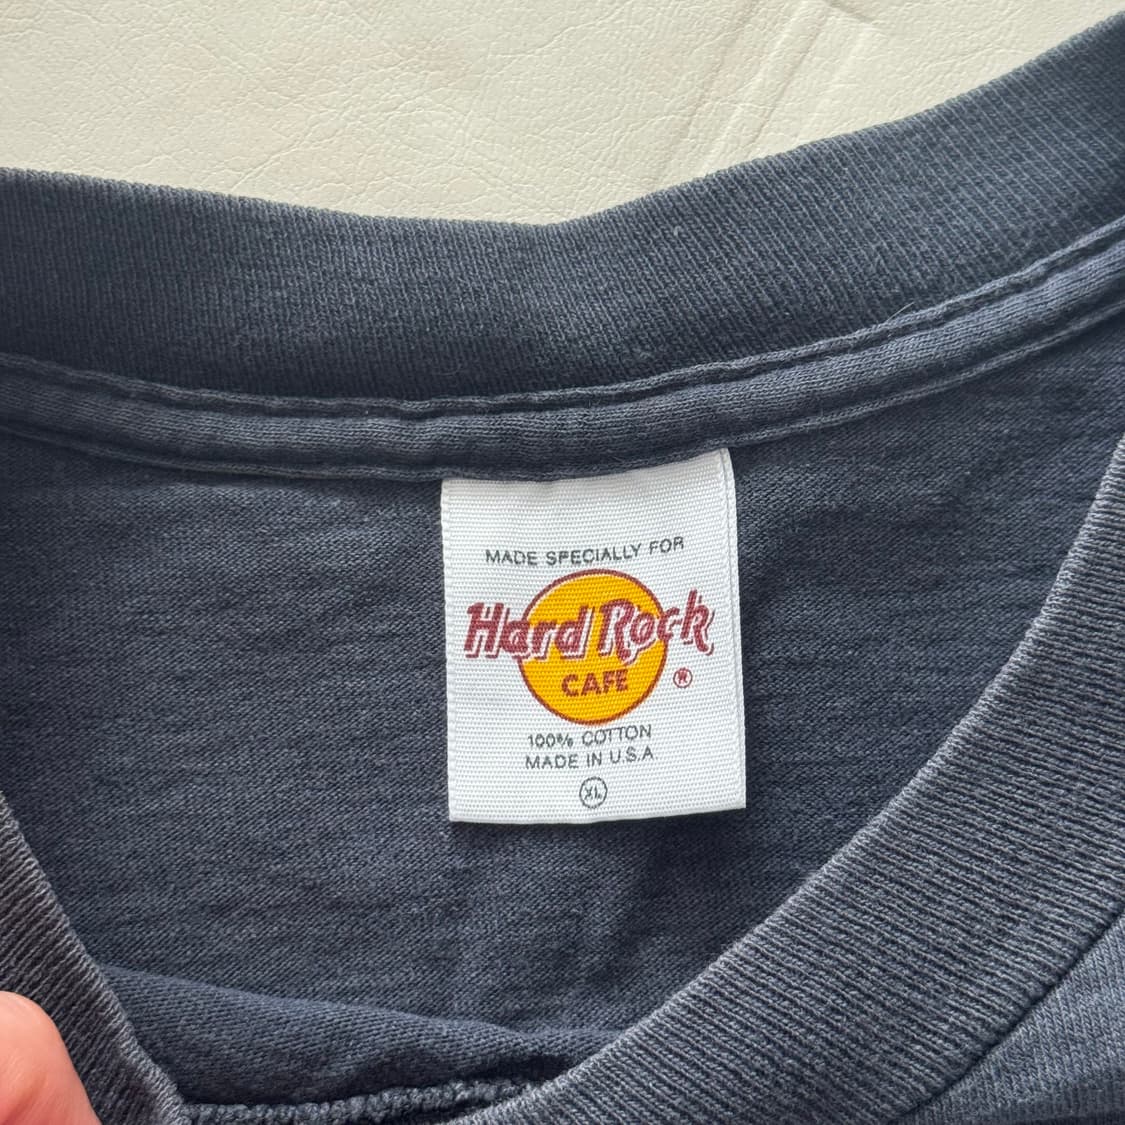 MADE SPECIALLY FOR
Hard Rock
CAFE ®
100% COTTON
MADE IN U.S.A.
XL